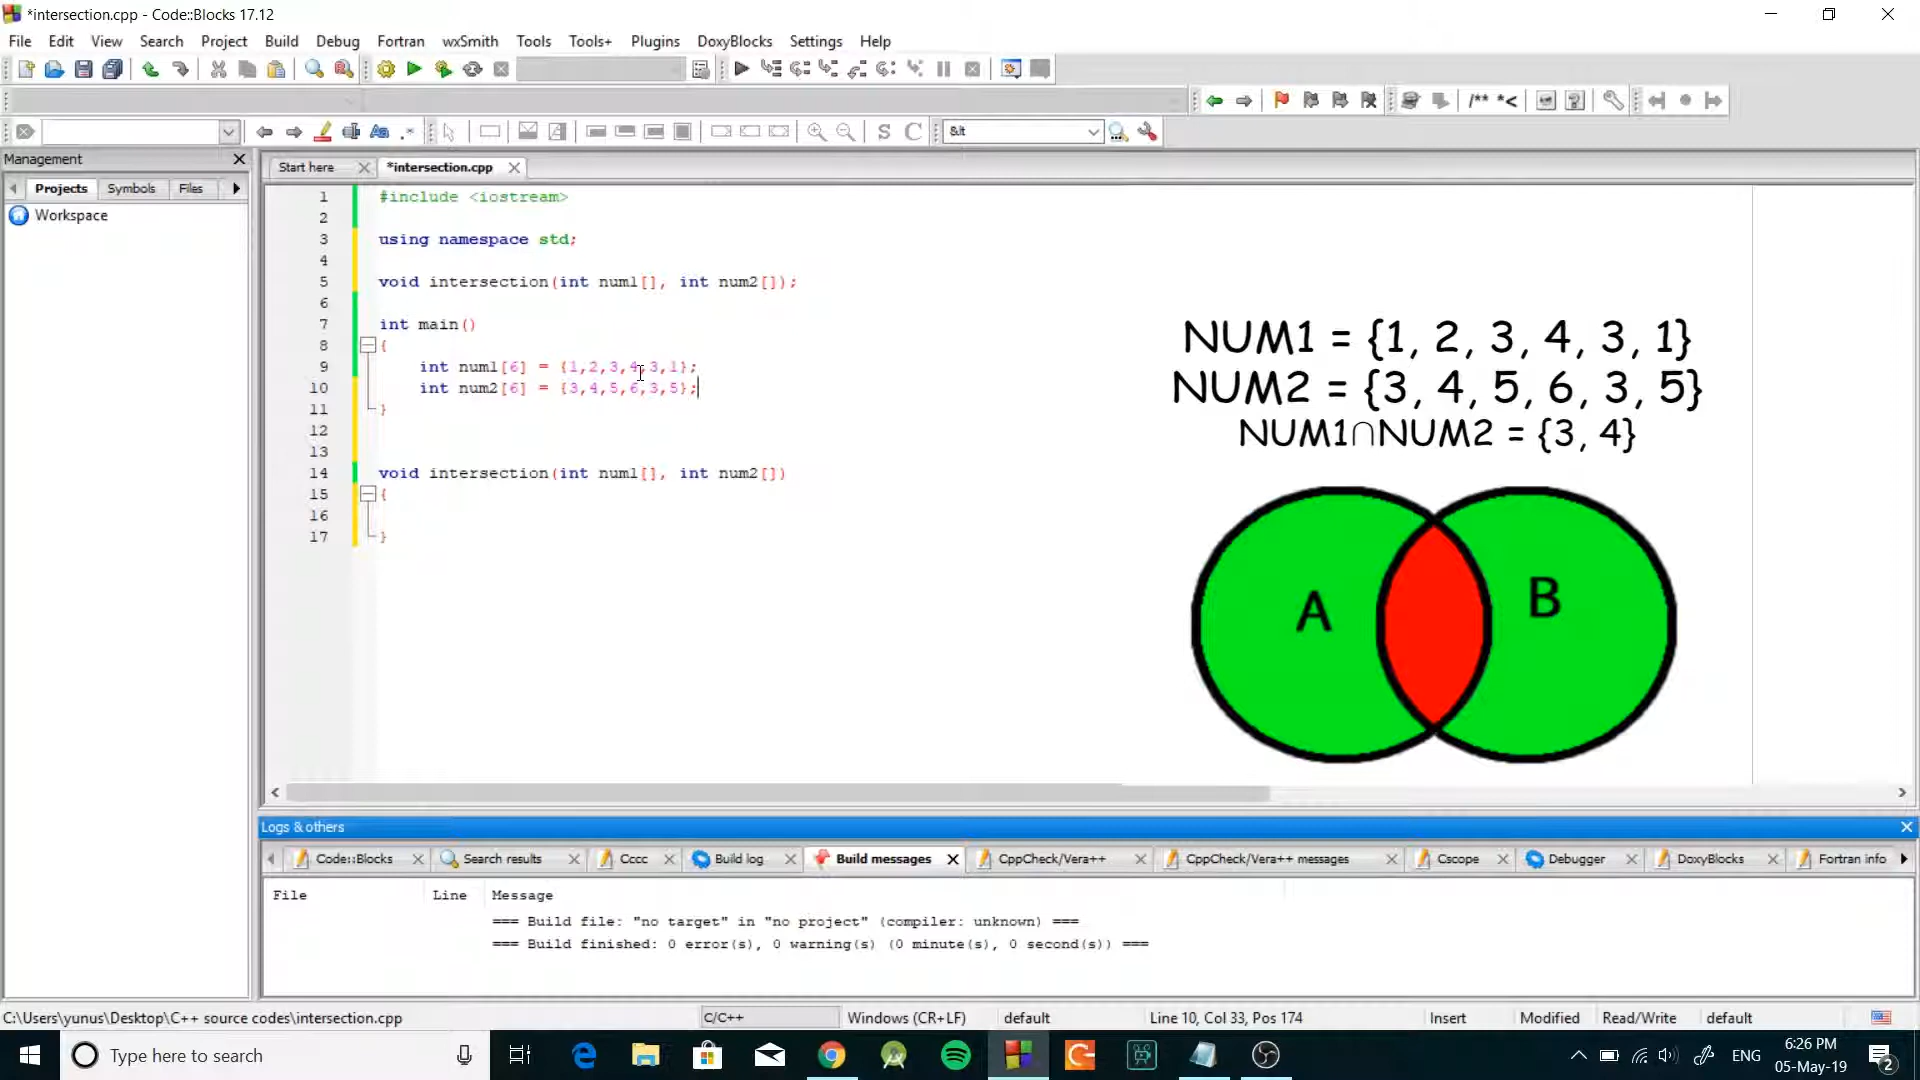 *intersection.cpp - Code::Blocks 17.12
File Edit View Search Project Build Debug Fortran wxSmith Tools Tools+ Plugins DoxyBlocks Settings Help
/** *<
S C &lt
Management
Start here *intersection.cpp
Projects Symbols Files
Workspace
1 #include <iostream>
2
3 using namespace std;
4
5 void intersection(int num1[], int num2[]);
6
7 int main()
8 {
9 int num1[6] = {1,2,3,4,3,1};
10 int num2[6] = {3,4,5,6,3,5};
11 }
12
13
14 void intersection(int num1[], int num2[])
15 {
16
17 }
NUM1 = {1, 2, 3, 4, 3, 1}
NUM2 = {3, 4, 5, 6, 3, 5}
NUM1∩NUM2 = {3, 4}
A B
Logs & others
Code::Blocks Search results Cccc Build log Build messages CppCheck/Vera++ CppCheck/Vera++ messages Cscope Debugger DoxyBlocks Fortran info
File Line Message
=== Build file: "no target" in "no project" (compiler: unknown) ===
=== Build finished: 0 error(s), 0 warning(s) (0 minute(s), 0 second(s)) ===
C:\Users\yunus\Desktop\C++ source codes\intersection.cpp C/C++ Windows (CR+LF) default Line 10, Col 33, Pos 174 Insert Modified Read/Write default
Type here to search
ENG
6:26 PM
05-May-19
2